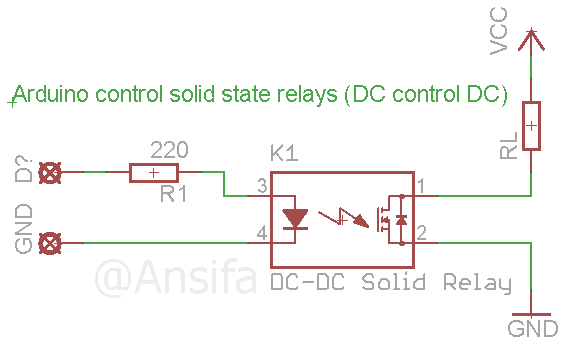 VCC
Arduino control solid state relays (DC control DC)
RL
D?
220
R1
K1
3
1
GND
4
2
@Ansifa
DC-DC Solid Relay
GND